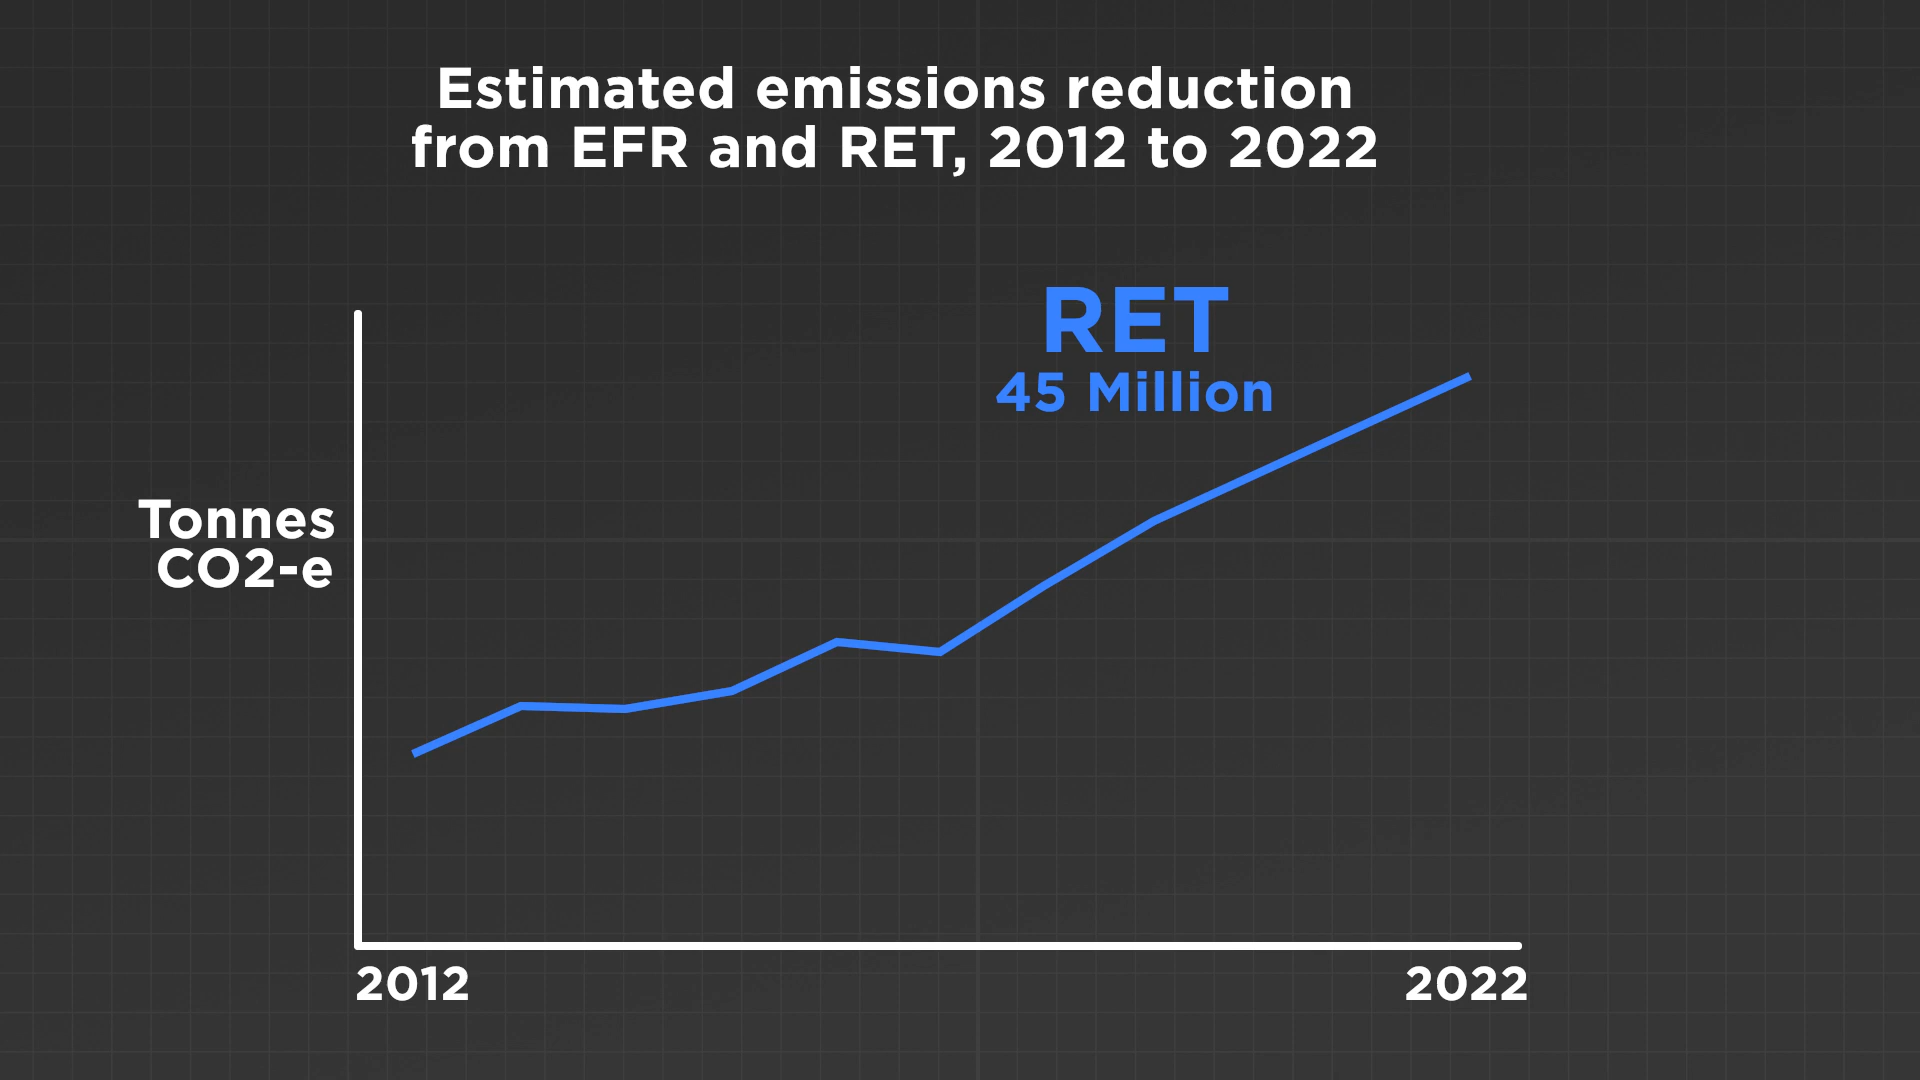 Estimated emissions reduction
from EFR and RET, 2012 to 2022
RET
45 Million
Tonnes
CO2-e
2012
2022